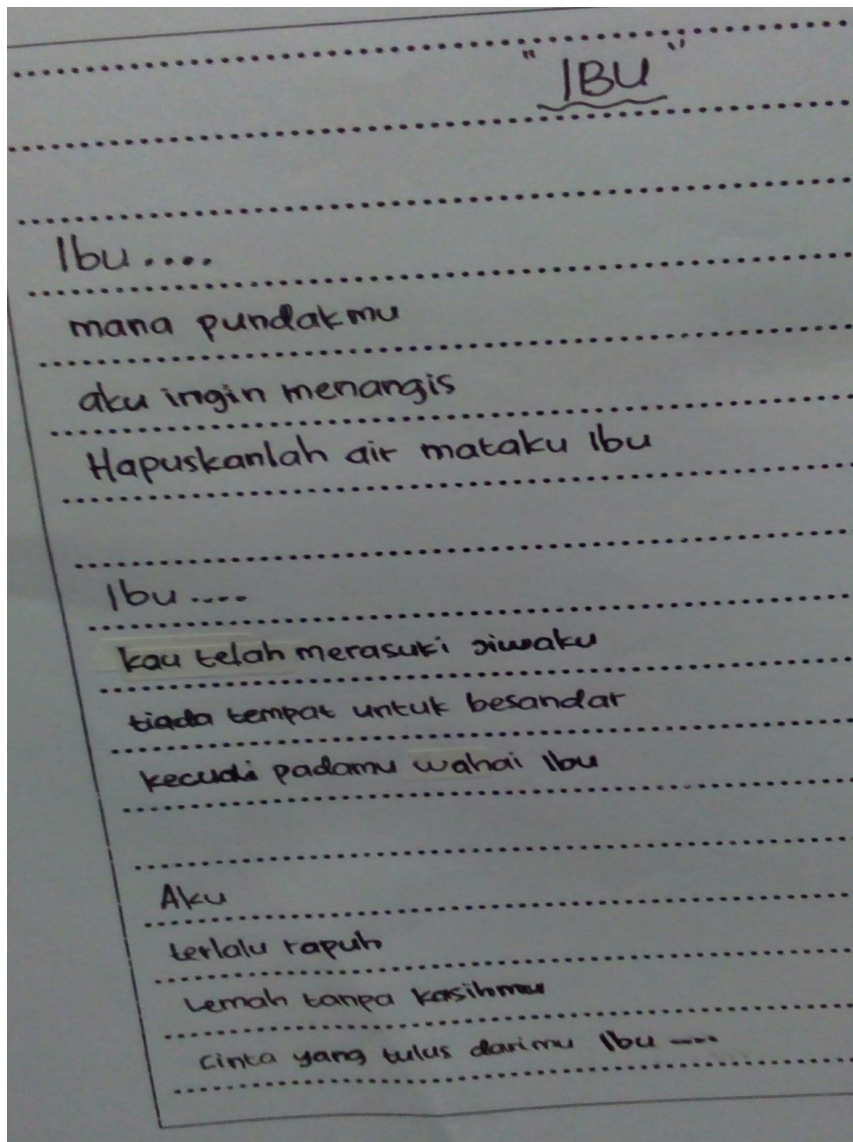 "IBU"
Ibu....
mana pundakmu
aku ingin menangis
Hapuskanlah air mataku Ibu
Ibu....
kau telah merasuki jiwaku
tiada tempat untuk besandar
kecuali padamu wahai Ibu
Aku
terlalu rapuh
Lemah tanpa kasihmu
cinta yang tulus darimu Ibu ----